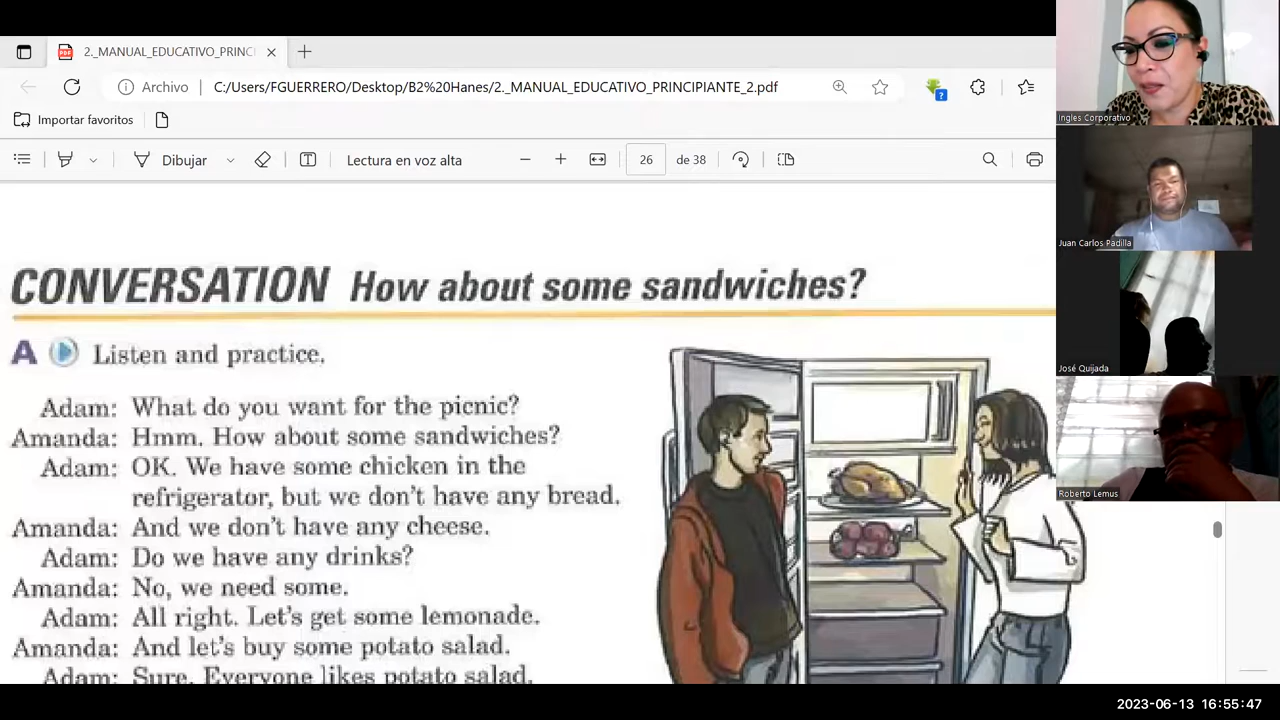 2._MANUAL_EDUCATIVO_PRINCI
Archivo
C:/Users/FGUERRERO/Desktop/B2%20Hanes/2._MANUAL_EDUCATIVO_PRINCIPIANTE_2.pdf
Importar favoritos
Dibujar
Lectura en voz alta
26 de 38
CONVERSATION How about some sandwiches?
A Listen and practice.
Adam: What do you want for the picnic?
Amanda: Hmm. How about some sandwiches?
Adam: OK. We have some chicken in the
refrigerator, but we don't have any bread.
Amanda: And we don't have any cheese.
Adam: Do we have any drinks?
Amanda: No, we need some.
Adam: All right. Let's get some lemonade.
Amanda: And let's buy some potato salad.
Adam: Sure. Everyone likes potato salad.
Ingles Corporativo
Juan Carlos Padilla
José Quijada
Roberto Lemus
2023-06-13 16:55:47